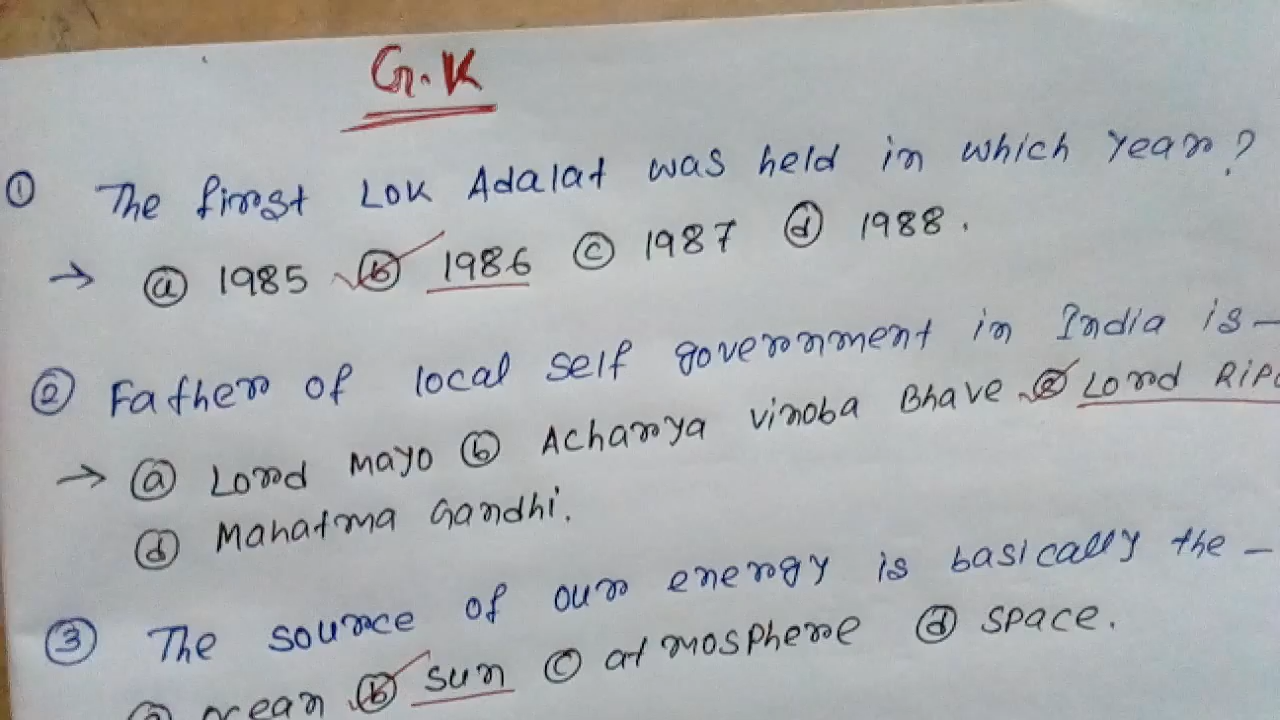 G.K
① The first Lok Adalat was held in which year?
→ ⓐ 1985 ⓑ 1986 ⓒ 1987 ⓓ 1988.
② Father of local self government in India is—
→ ⓐ Lord Mayo ⓑ Acharya Vinoba Bhave ⓒ Lord
ⓓ Mahatma Gandhi.
③ The source of our energy is basically the —
ⓐ ocean ⓑ sun ⓒ atmosphere ⓓ space.